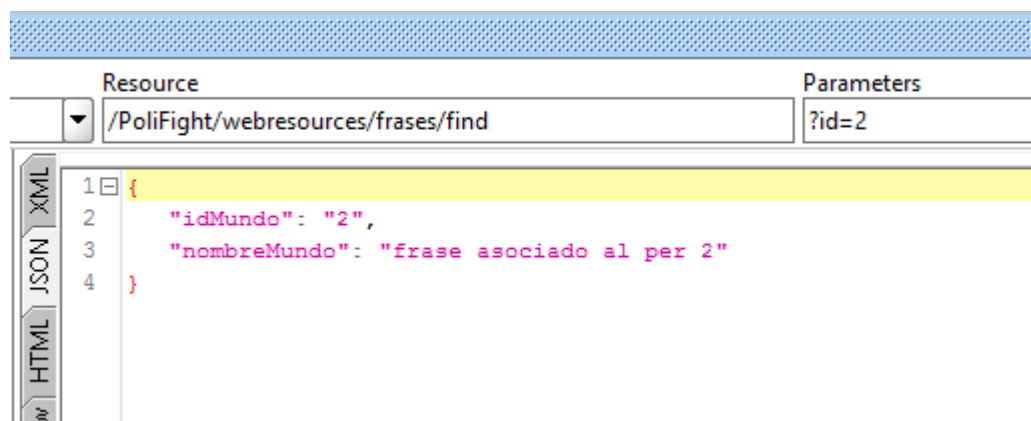 Resource Parameters
/PoliFight/webresources/frases/find ?id=2
XML
JSON
HTML
1 {
2 "idMundo": "2",
3 "nombreMundo": "frase asociado al per 2"
4 }